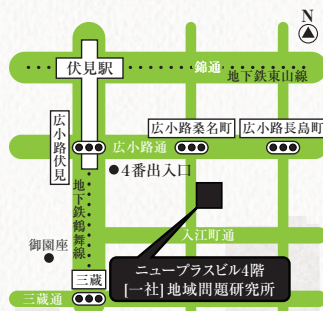 N
伏見駅
錦通
地下鉄東山線
広小路伏見
広小路通
広小路桑名町
広小路長島町
4番出入口
地下鉄鶴舞線
入江町通
御園座
三蔵
三蔵通
ニュープラスビル4階
[一社]地域問題研究所